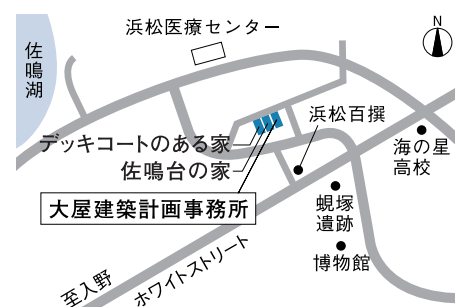 浜松医療センター
N
佐鳴湖
浜松百撰
デッキコートのある家
佐鳴台の家
海の星
高校
大屋建築計画事務所
蜆塚
遺跡
博物館
ホワイトストリート
至入野